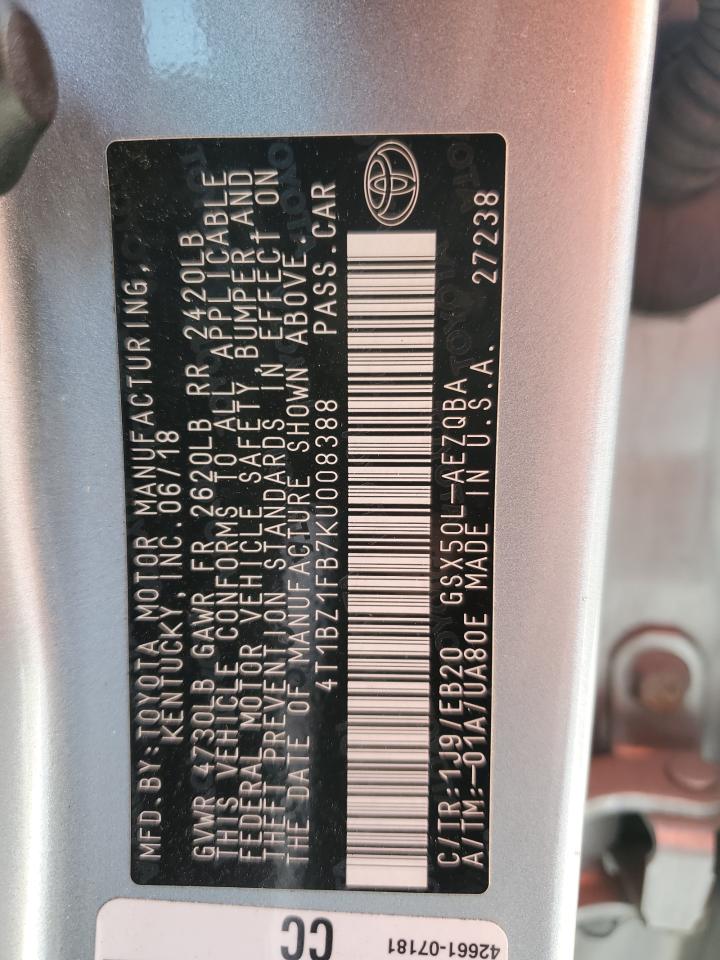 MFD.BY:TOYOTA MOTOR MANUFACTURING,
KENTUCKY, INC. 06/18
GVWR 4730LB GAWR FR 2620LB RR 2420LB
THIS VEHICLE CONFORMS TO ALL APPLICABLE
FEDERAL MOTOR VEHICLE SAFETY, BUMPER AND
THEFT PREVENTION STANDARDS IN EFFECT ON
THE DATE OF MANUFACTURE SHOWN ABOVE.
4T1BZ1FB7KU008388 PASS.CAR
C/TR:1J9/EB20 GSX50L-AEZQBA
A/TM:-01A/UA80E MADE IN U.S.A. 27238
CC
42661-07181